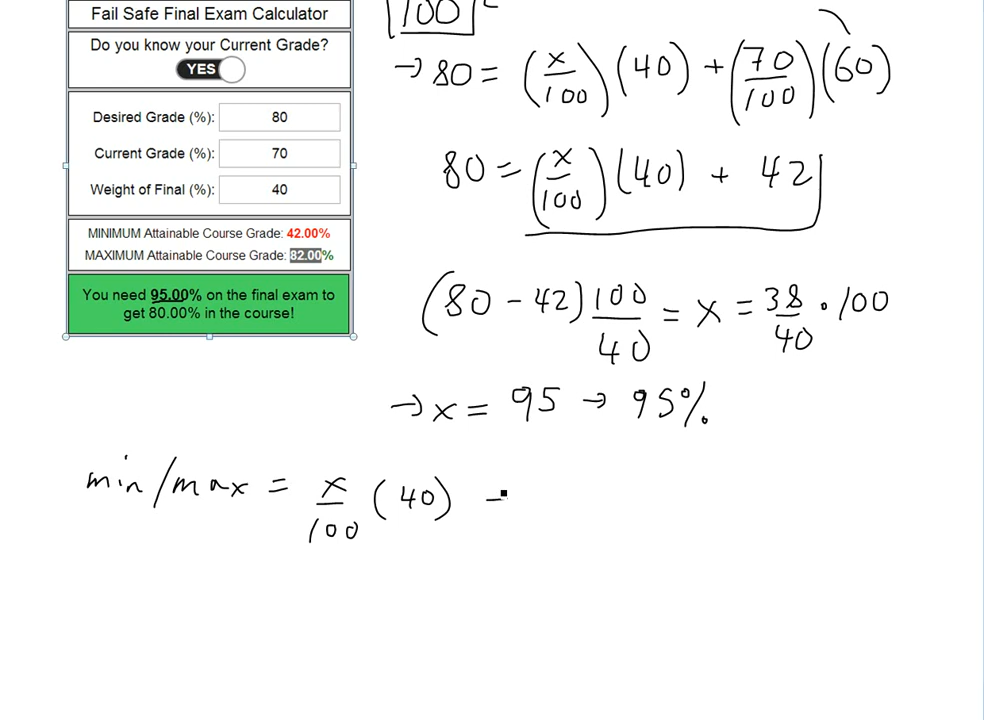 Fail Safe Final Exam Calculator
Do you know your Current Grade?
YES
Desired Grade (%): 80
Current Grade (%): 70
Weight of Final (%): 40
MINIMUM Attainable Course Grade: 42.00%
MAXIMUM Attainable Course Grade: 82.00%
You need 95.00% on the final exam to
get 80.00% in the course!
100
→ 80 = (x/100)(40) + (70/100)(60)
80 = (x/100)(40) + 42
(80 - 42) 100/40 = x = 38/40 · 100
→ x = 95 → 95%
min/max = x/100 (40) -